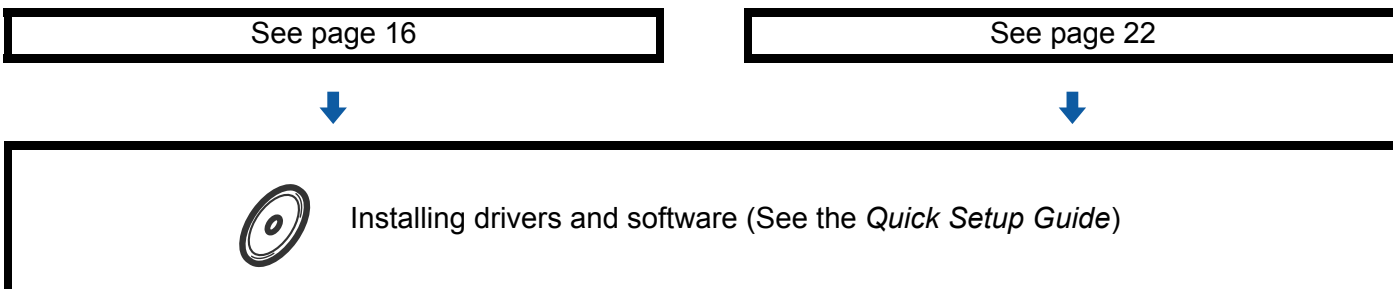 See page 16
See page 22
Installing drivers and software (See the Quick Setup Guide)